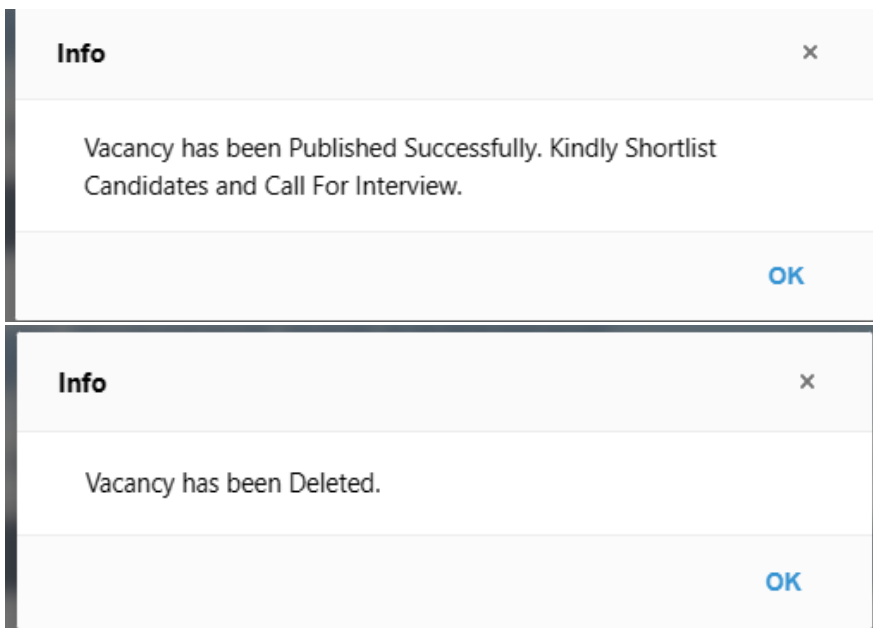 Info ×
Vacancy has been Published Successfully. Kindly Shortlist
Candidates and Call For Interview.
OK
Info ×
Vacancy has been Deleted.
OK